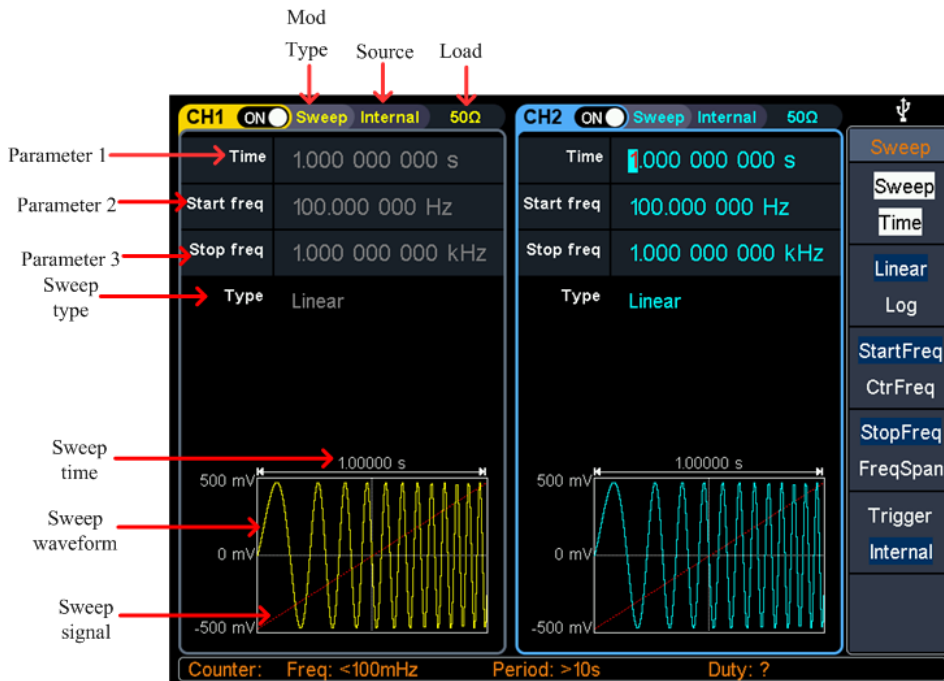 Mod
Type
Source
Load
CH1 ON Sweep Internal 50Ω
CH2 ON Sweep Internal 50Ω
Parameter 1
Time 1.000 000 000 s
Time 1.000 000 000 s
Parameter 2
Start freq 100.000 000 Hz
Start freq 100.000 000 Hz
Parameter 3
Stop freq 1.000 000 000 kHz
Stop freq 1.000 000 000 kHz
Sweep
type
Type Linear
Type Linear
Sweep
time
1.00000 s
1.00000 s
500 mV
500 mV
Sweep
waveform
0 mV
0 mV
Sweep
signal
-500 mV
-500 mV
Sweep
Sweep
Time
Linear
Log
StartFreq
CtrFreq
StopFreq
FreqSpan
Trigger
Internal
Counter: Freq: <100mHz Period: >10s Duty: ?